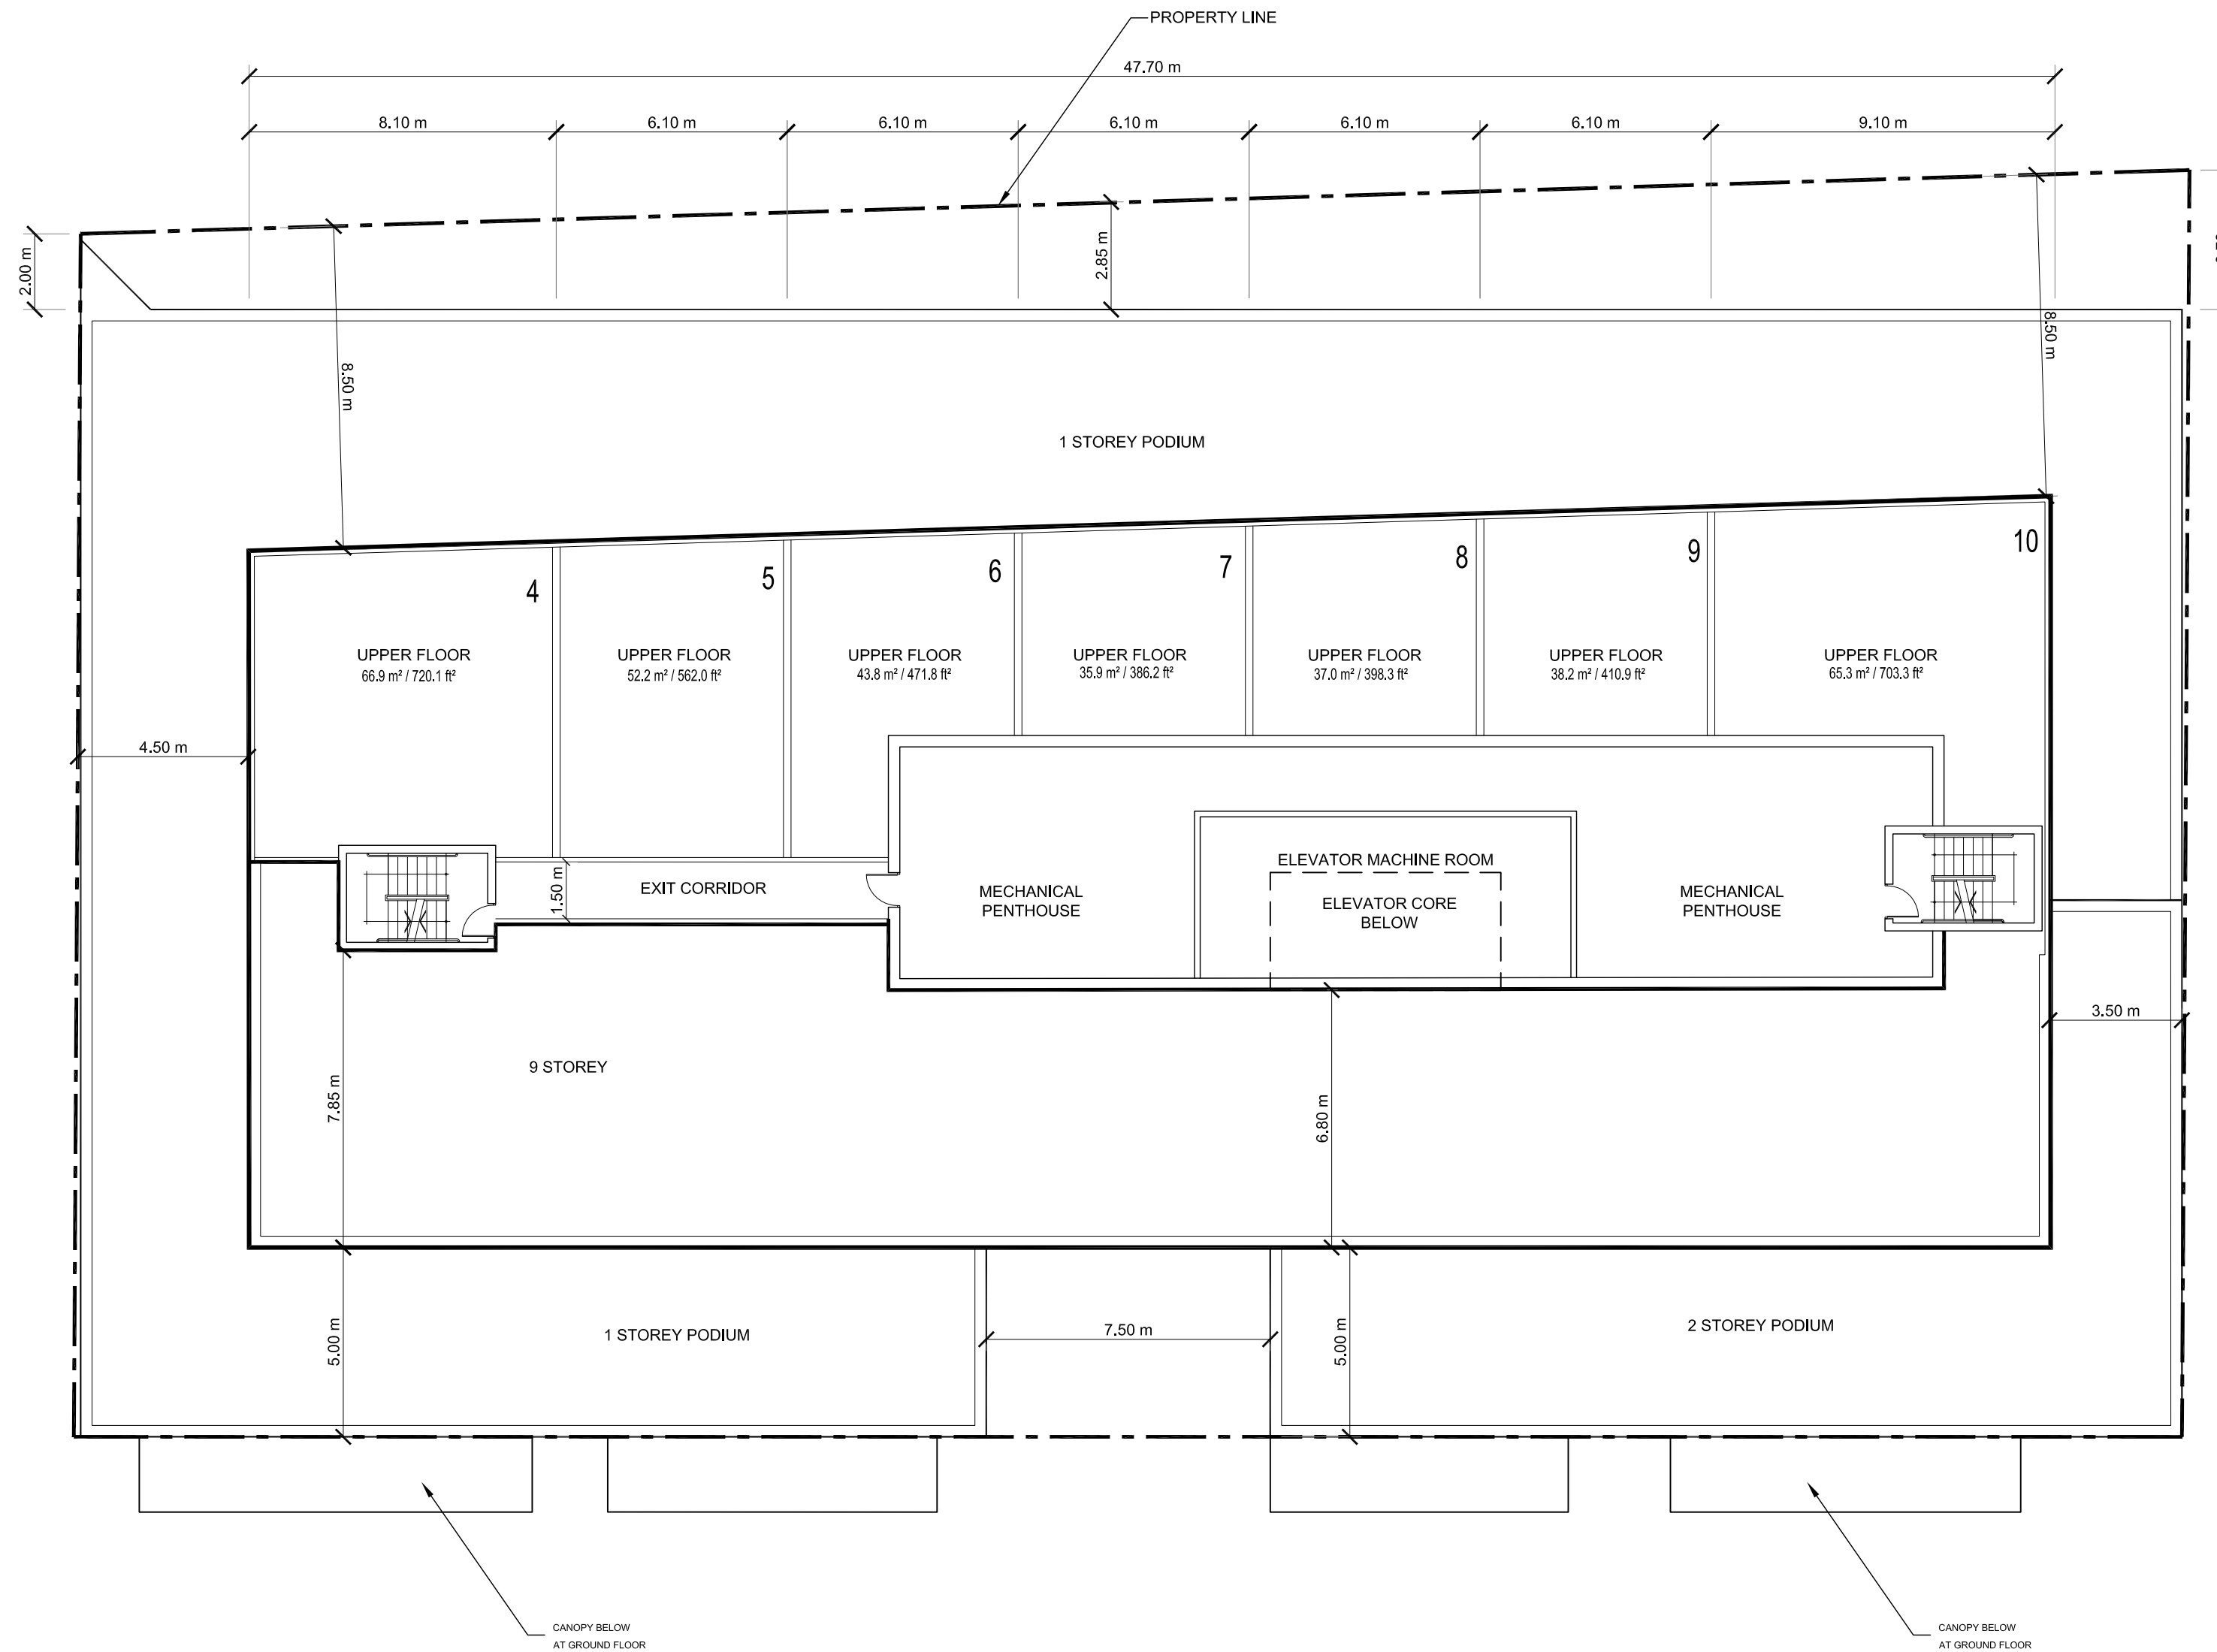 PROPERTY LINE
47.70 m
8.10 m
6.10 m
6.10 m
6.10 m
6.10 m
6.10 m
9.10 m
2.00 m
2.85 m
8.50 m
8.50 m
1 STOREY PODIUM
4
5
6
7
8
9
10
UPPER FLOOR
66.9 m² / 720.1 ft²
UPPER FLOOR
52.2 m² / 562.0 ft²
UPPER FLOOR
43.8 m² / 471.8 ft²
UPPER FLOOR
35.9 m² / 386.2 ft²
UPPER FLOOR
37.0 m² / 398.3 ft²
UPPER FLOOR
38.2 m² / 410.9 ft²
UPPER FLOOR
65.3 m² / 703.3 ft²
4.50 m
1.50 m
EXIT CORRIDOR
MECHANICAL
PENTHOUSE
ELEVATOR MACHINE ROOM
ELEVATOR CORE
BELOW
MECHANICAL
PENTHOUSE
3.50 m
9 STOREY
7.85 m
6.80 m
5.00 m
1 STOREY PODIUM
7.50 m
5.00 m
2 STOREY PODIUM
CANOPY BELOW
AT GROUND FLOOR
CANOPY BELOW
AT GROUND FLOOR